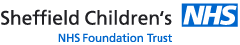 Sheffield Children's NHS
NHS Foundation Trust